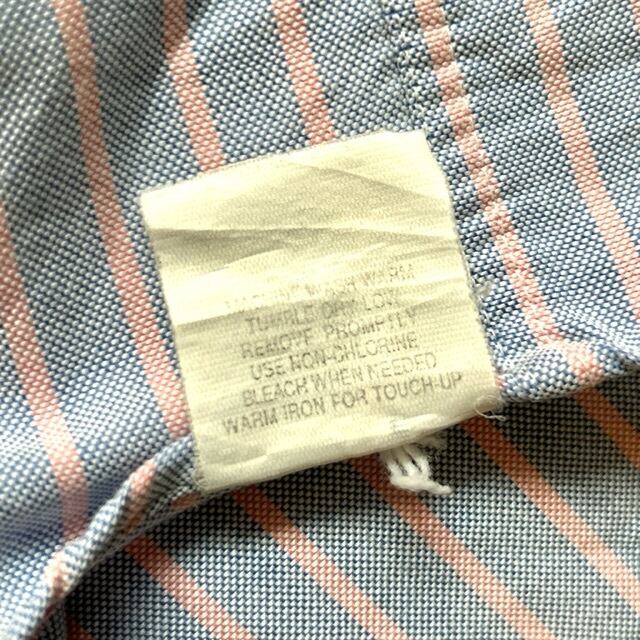 MACHINE WASH WARM
TUMBLE DRY LOW
REMOVE PROMPTLY
USE NON-CHLORINE
BLEACH WHEN NEEDED
WARM IRON FOR TOUCH-UP